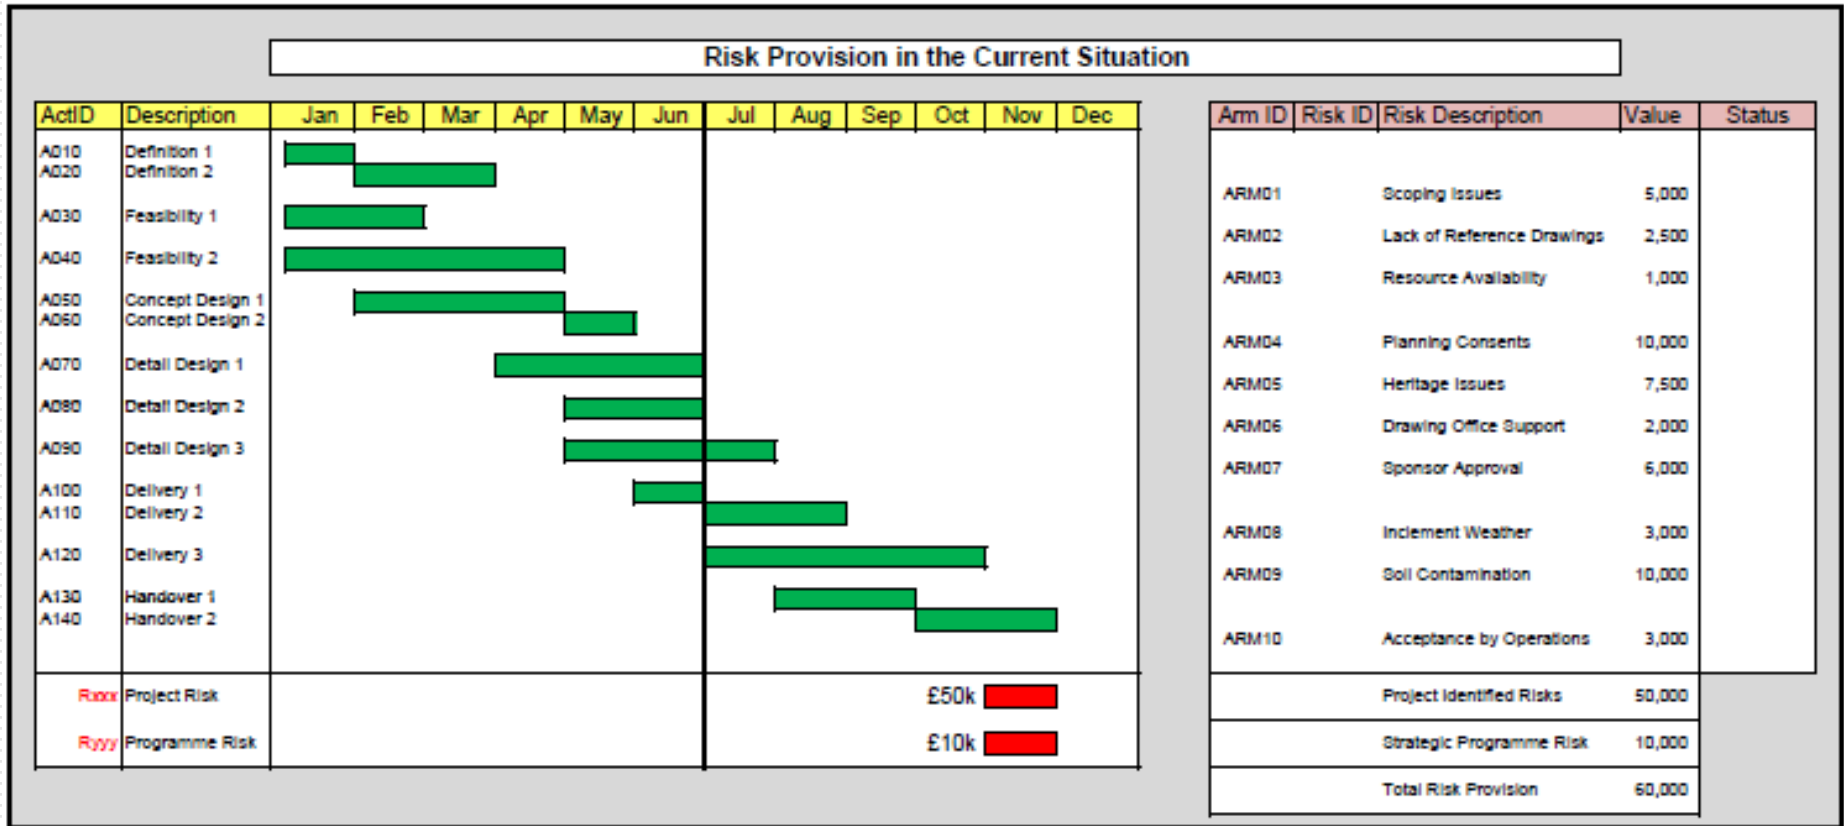 Risk Provision in the Current Situation
ActID Description Jan Feb Mar Apr May Jun Jul Aug Sep Oct Nov Dec
A010 Definition 1
A020 Definition 2
A030 Feasibility 1
A040 Feasibility 2
A050 Concept Design 1
A060 Concept Design 2
A070 Detail Design 1
A080 Detail Design 2
A090 Detail Design 3
A100 Delivery 1
A110 Delivery 2
A120 Delivery 3
A130 Handover 1
A140 Handover 2
Rxxx Project Risk £50k
Ryyy Programme Risk £10k
Arm ID Risk ID Risk Description Value Status
ARM01 Scoping Issues 5,000
ARM02 Lack of Reference Drawings 2,500
ARM03 Resource Availability 1,000
ARM04 Planning Consents 10,000
ARM05 Heritage Issues 7,500
ARM06 Drawing Office Support 2,000
ARM07 Sponsor Approval 6,000
ARM08 Inclement Weather 3,000
ARM09 Soil Contamination 10,000
ARM10 Acceptance by Operations 3,000
Project Identified Risks 50,000
Strategic Programme Risk 10,000
Total Risk Provision 60,000